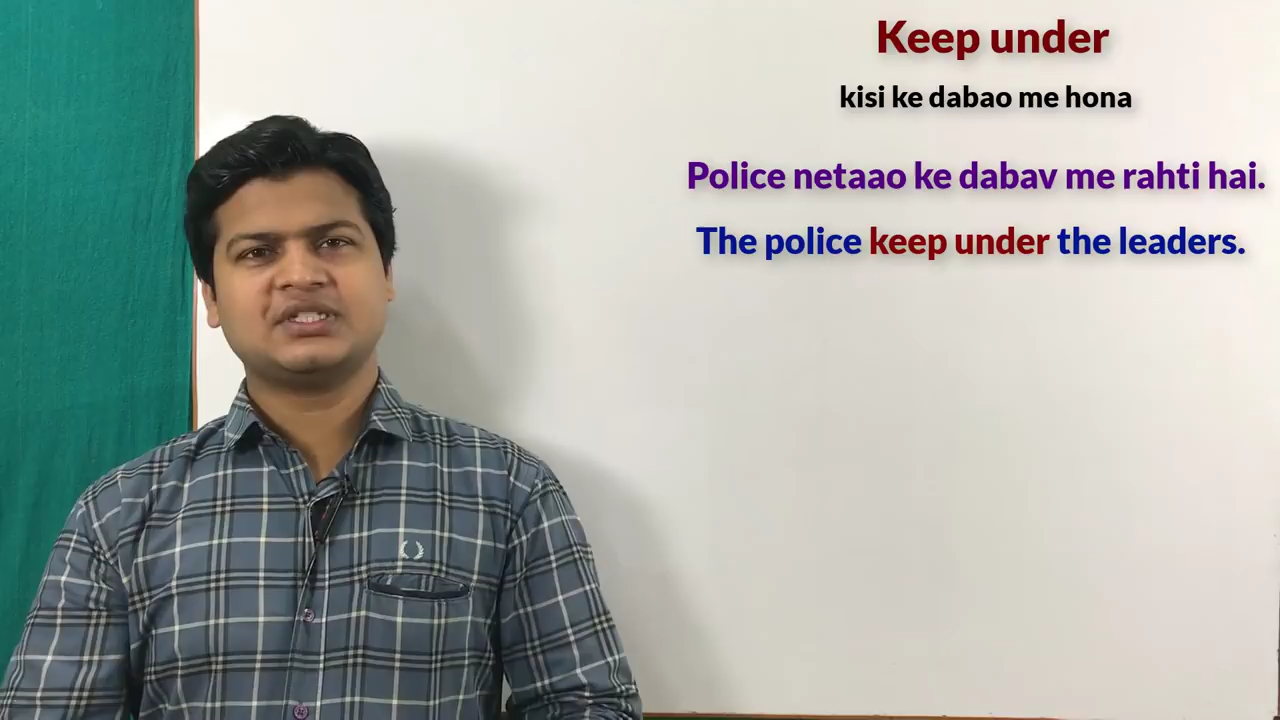 Keep under
kisi ke dabao me hona
Police netaao ke dabav me rahti hai.
The police keep under the leaders.